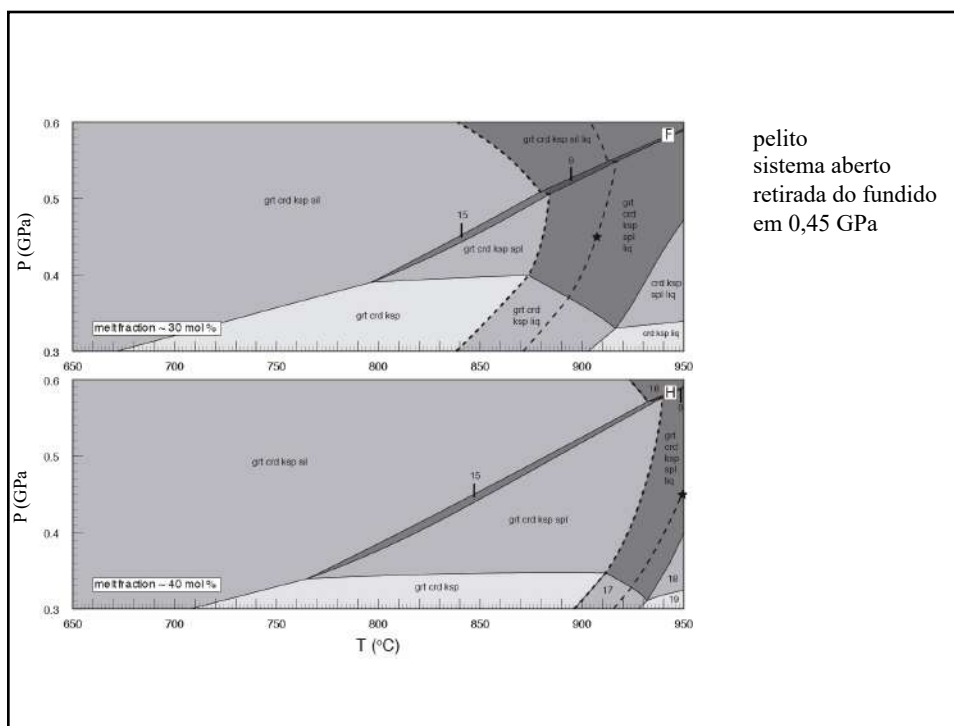 0.6
F
grt crd ksp sil liq
9
0.5
grt crd ksp sil
grt
crd
ksp
spl
liq
15
grt crd ksp spl
0.4
crd ksp
spl liq
grt crd ksp
grt crd
ksp liq
melt fraction ~ 30 mol %
crd ksp liq
0.3
650
700
750
800
850
900
950
P (GPa)
pelito
sistema aberto
retirada do fundido
em 0,45 GPa
0.6
16
H
9
0.5
grt crd ksp sil
grt
crd
ksp
spl
liq
15
grt crd ksp spl
0.4
melt fraction ~ 40 mol %
grt crd ksp
17
18
19
0.3
650
700
750
800
850
900
950
P (GPa
T (°C)